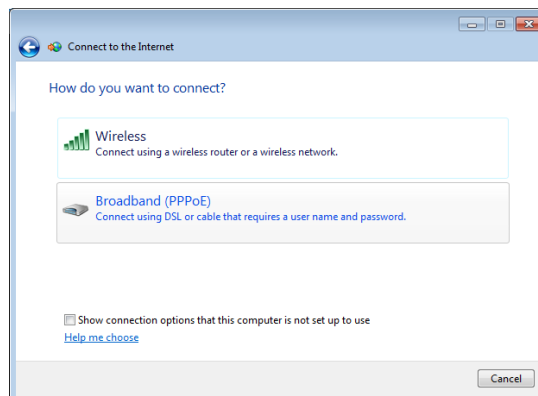 Connect to the Internet
How do you want to connect?
Wireless
Connect using a wireless router or a wireless network.
Broadband (PPPoE)
Connect using DSL or cable that requires a user name and password.
Show connection options that this computer is not set up to use
Help me choose
Cancel